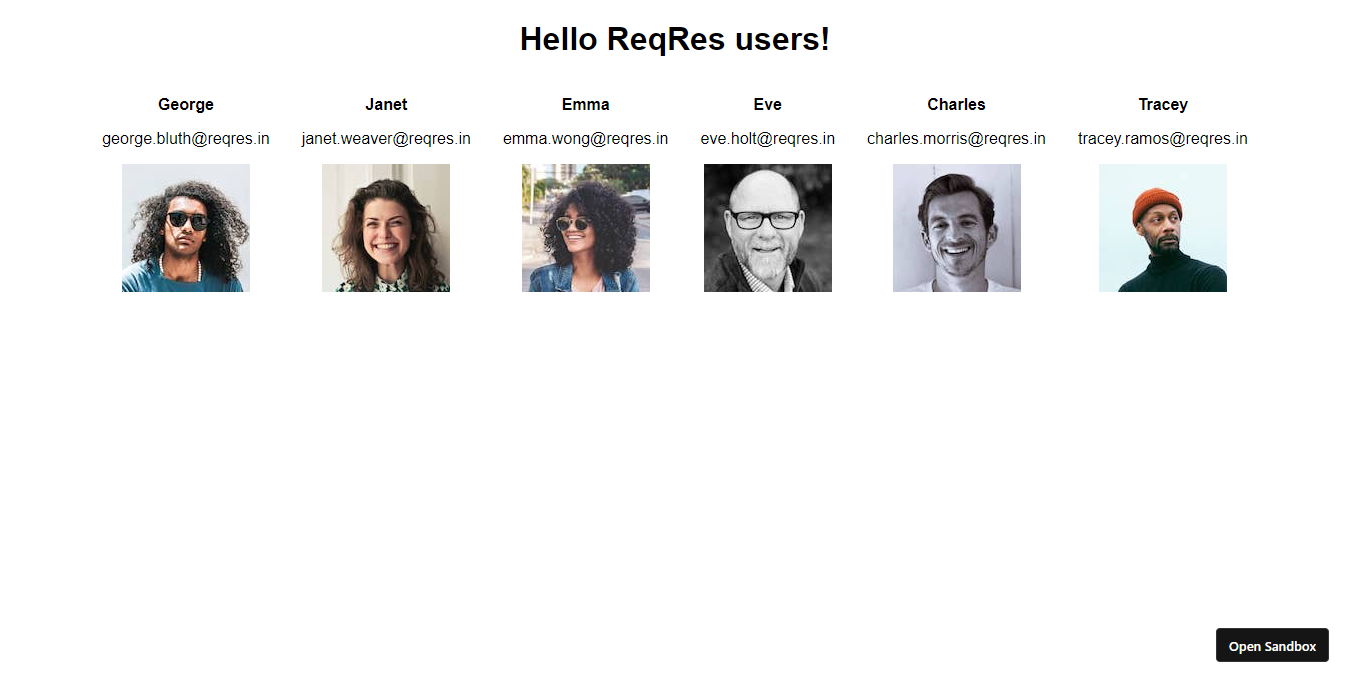 Hello ReqRes users!
George Janet Emma Eve Charles Tracey
george.bluth@reqres.in janet.weaver@reqres.in emma.wong@reqres.in eve.holt@reqres.in charles.morris@reqres.in tracey.ramos@reqres.in
Open Sandbox